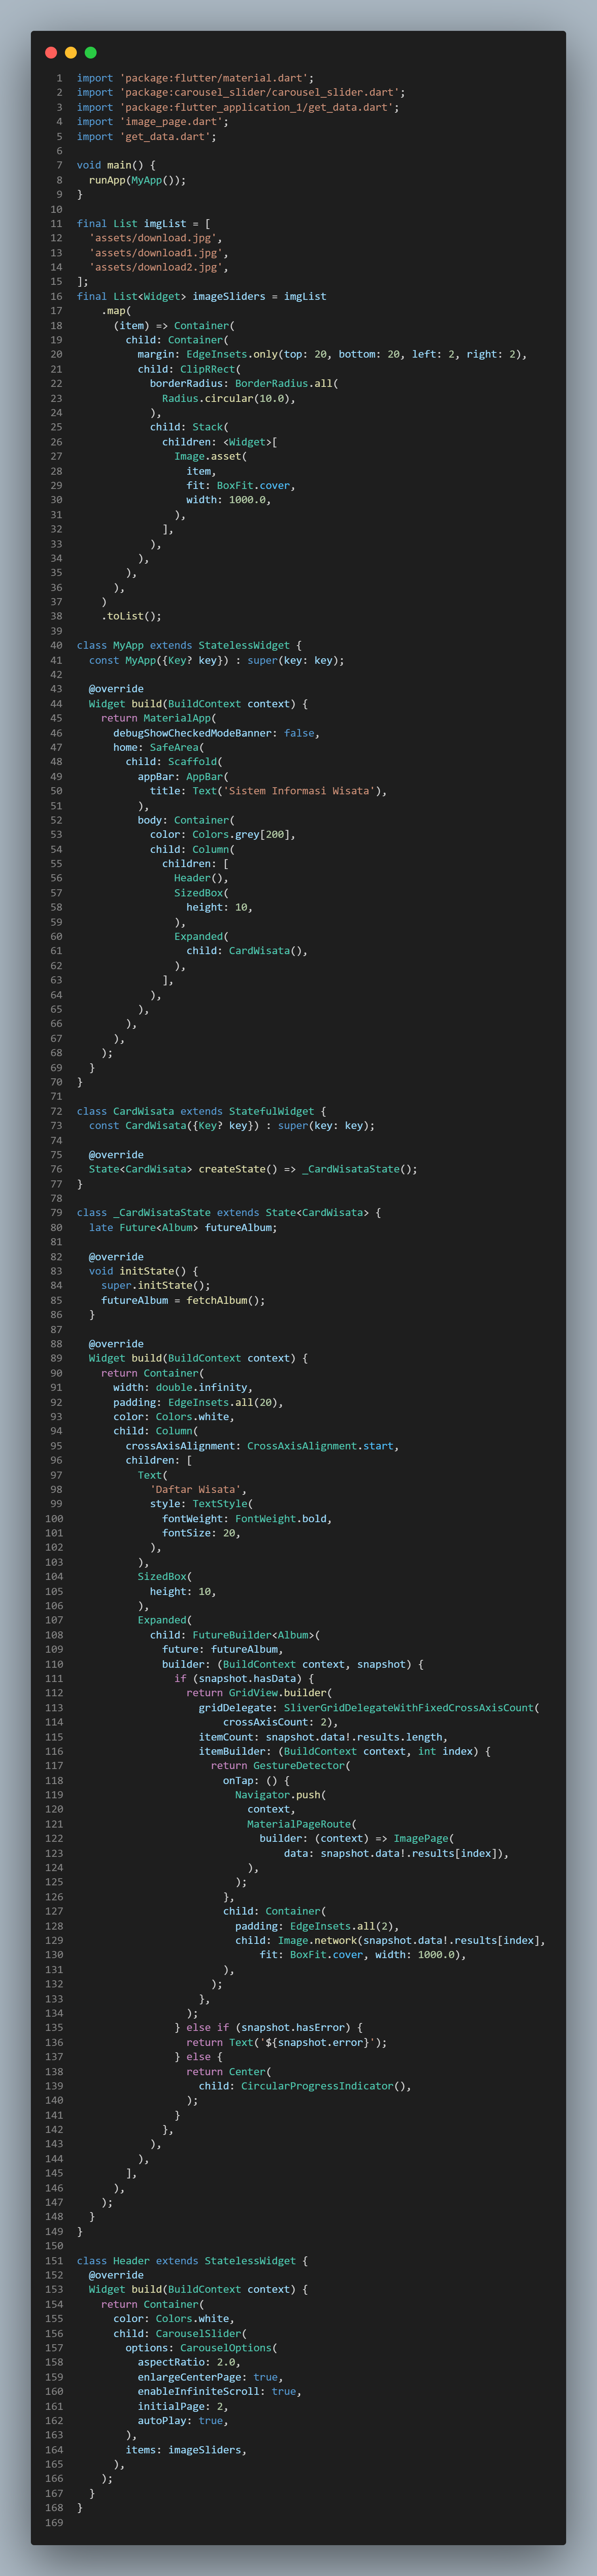 1 import 'package:flutter/material.dart';
2 import 'package:carousel_slider/carousel_slider.dart';
3 import 'package:flutter_application_1/get_data.dart';
4 import 'image_page.dart';
5 import 'get_data.dart';
6
7 void main() {
8   runApp(MyApp());
9 }
10
11 final List imgList = [
12   'assets/download.jpg',
13   'assets/download1.jpg',
14   'assets/download2.jpg',
15 ];
16 final List<Widget> imageSliders = imgList
17     .map(
18       (item) => Container(
19         child: Container(
20           margin: EdgeInsets.only(top: 20, bottom: 20, left: 2, right: 2),
21           child: ClipRRect(
22             borderRadius: BorderRadius.all(
23               Radius.circular(10.0),
24             ),
25             child: Stack(
26               children: <Widget>[
27                 Image.asset(
28                   item,
29                   fit: BoxFit.cover,
30                   width: 1000.0,
31                 ),
32               ],
33             ),
34           ),
35         ),
36       ),
37     )
38     .toList();
39
40 class MyApp extends StatelessWidget {
41   const MyApp({Key? key}) : super(key: key);
42
43   @override
44   Widget build(BuildContext context) {
45     return MaterialApp(
46       debugShowCheckedModeBanner: false,
47       home: SafeArea(
48         child: Scaffold(
49           appBar: AppBar(
50             title: Text('Sistem Informasi Wisata'),
51           ),
52           body: Container(
53             color: Colors.grey[200],
54             child: Column(
55               children: [
56                 Header(),
57                 SizedBox(
58                   height: 10,
59                 ),
60                 Expanded(
61                   child: CardWisata(),
62                 ),
63               ],
64             ),
65           ),
66         ),
67       ),
68     );
69   }
70 }
71
72 class CardWisata extends StatefulWidget {
73   const CardWisata({Key? key}) : super(key: key);
74
75   @override
76   State<CardWisata> createState() => _CardWisataState();
77 }
78
79 class _CardWisataState extends State<CardWisata> {
80   late Future<Album> futureAlbum;
81
82   @override
83   void initState() {
84     super.initState();
85     futureAlbum = fetchAlbum();
86   }
87
88   @override
89   Widget build(BuildContext context) {
90     return Container(
91       width: double.infinity,
92       padding: EdgeInsets.all(20),
93       color: Colors.white,
94       child: Column(
95         crossAxisAlignment: CrossAxisAlignment.start,
96         children: [
97           Text(
98             'Daftar Wisata',
99             style: TextStyle(
100               fontWeight: FontWeight.bold,
101               fontSize: 20,
102             ),
103           ),
104           SizedBox(
105             height: 10,
106           ),
107           Expanded(
108             child: FutureBuilder<Album>(
109               future: futureAlbum,
110               builder: (BuildContext context, snapshot) {
111                 if (snapshot.hasData) {
112                   return GridView.builder(
113                     gridDelegate: SliverGridDelegateWithFixedCrossAxisCount(
114                         crossAxisCount: 2),
115                     itemCount: snapshot.data!.results.length,
116                     itemBuilder: (BuildContext context, int index) {
117                       return GestureDetector(
118                         onTap: () {
119                           Navigator.push(
120                             context,
121                             MaterialPageRoute(
122                               builder: (context) => ImagePage(
123                                   data: snapshot.data!.results[index]),
124                             ),
125                           );
126                         },
127                         child: Container(
128                           padding: EdgeInsets.all(2),
129                           child: Image.network(snapshot.data!.results[index],
130                               fit: BoxFit.cover, width: 1000.0),
131                         ),
132                       );
133                     },
134                   );
135                 } else if (snapshot.hasError) {
136                   return Text('${snapshot.error}');
137                 } else {
138                   return Center(
139                     child: CircularProgressIndicator(),
140                   );
141                 }
142               },
143             ),
144           ),
145         ],
146       ),
147     );
148   }
149 }
150
151 class Header extends StatelessWidget {
152   @override
153   Widget build(BuildContext context) {
154     return Container(
155       color: Colors.white,
156       child: CarouselSlider(
157         options: CarouselOptions(
158           aspectRatio: 2.0,
159           enlargeCenterPage: true,
160           enableInfiniteScroll: true,
161           initialPage: 2,
162           autoPlay: true,
163         ),
164         items: imageSliders,
165       ),
166     );
167   }
168 }
169